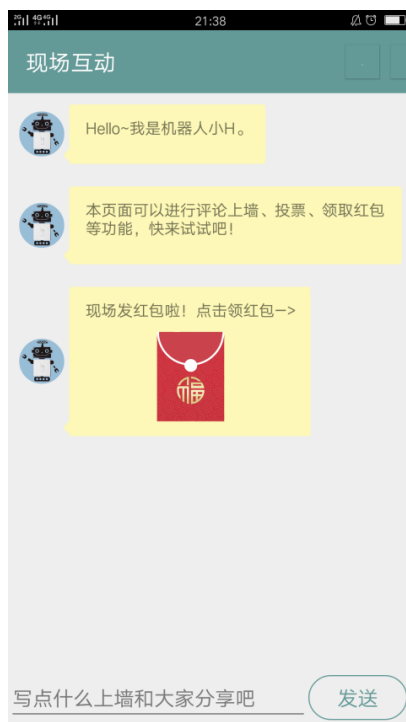 21:38
现场互动
Hello~我是机器人小H。
本页面可以进行评论上墙、投票、领取红包
等功能，快来试试吧！
现场发红包啦！点击领红包—>
福
写点什么上墙和大家分享吧
发送